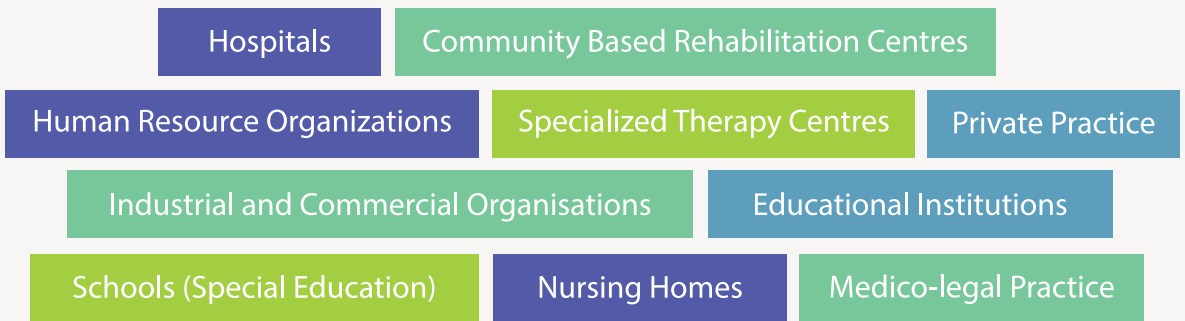 Hospitals
Community Based Rehabilitation Centres
Human Resource Organizations
Specialized Therapy Centres
Private Practice
Industrial and Commercial Organisations
Educational Institutions
Schools (Special Education)
Nursing Homes
Medico-legal Practice